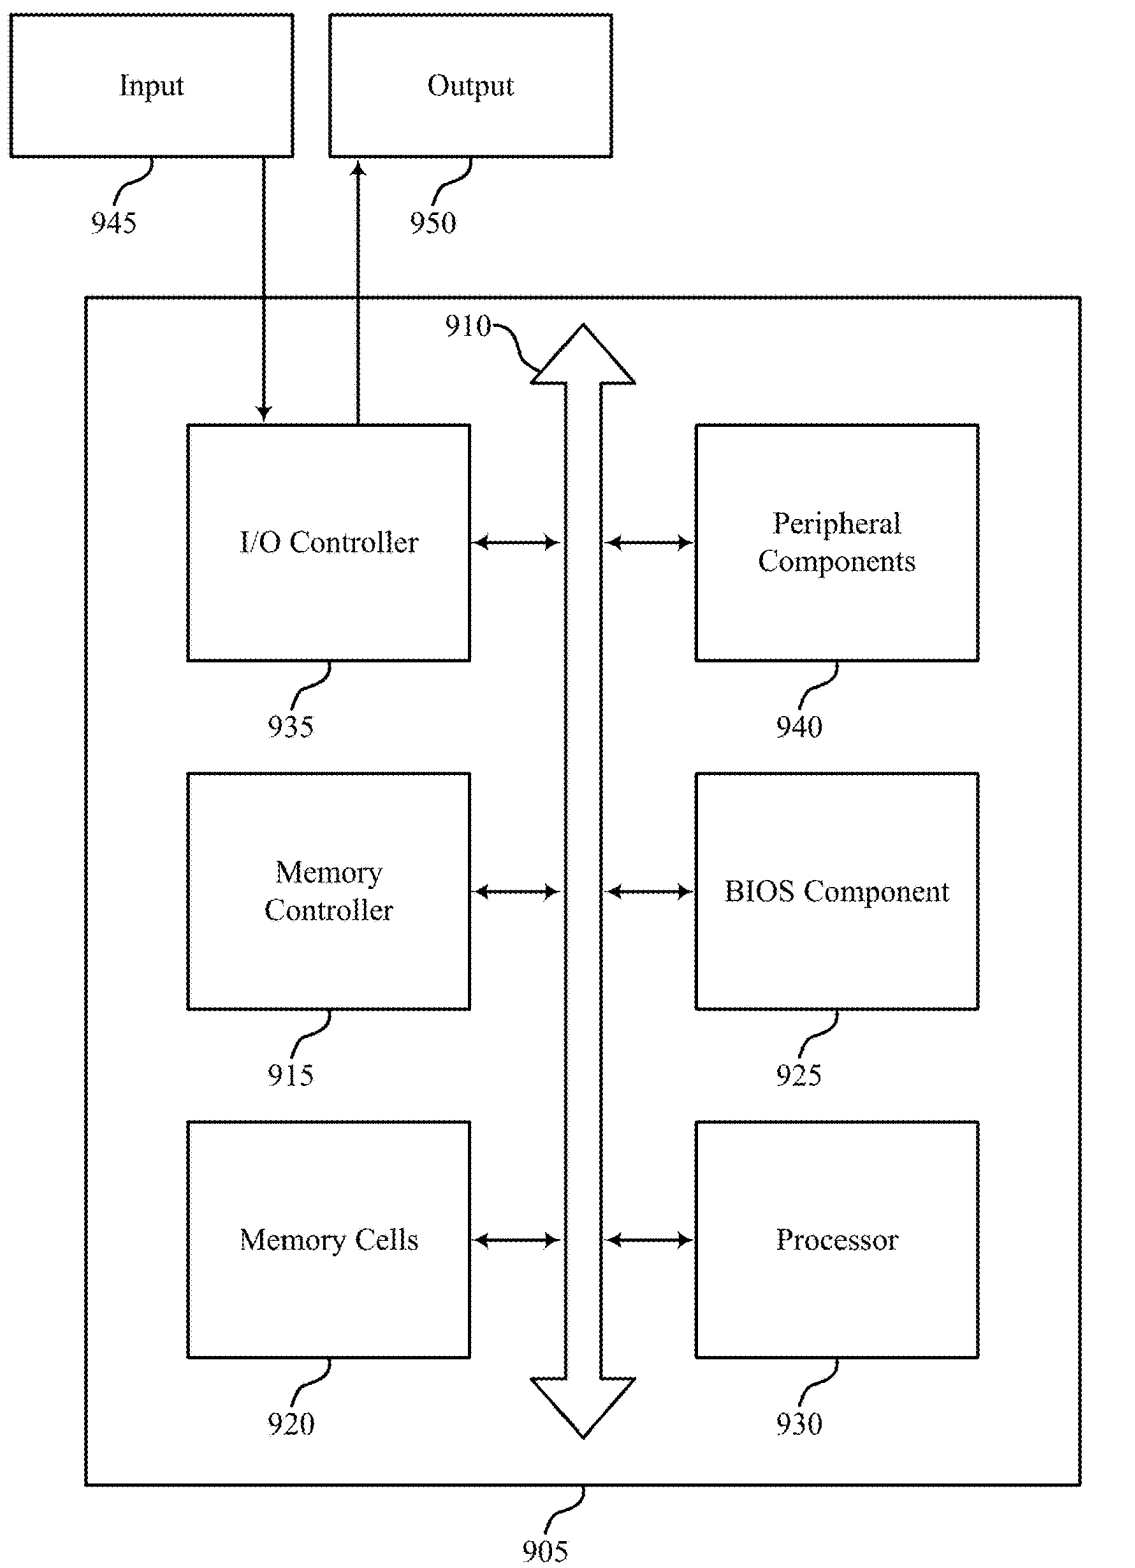 Input
Output
945
950
910
I/O Controller
Peripheral
Components
935
940
Memory
Controller
BIOS Component
915
925
Memory Cells
Processor
920
930
905